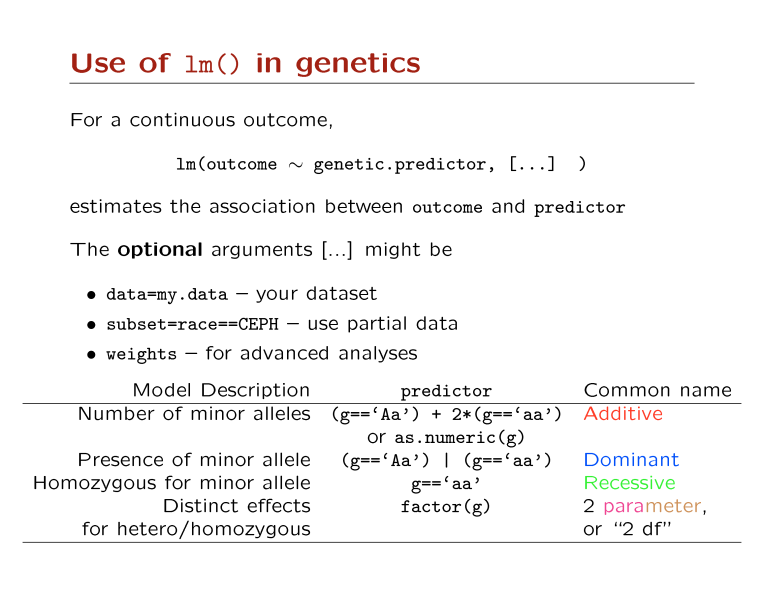 Use of lm() in genetics
For a continuous outcome,
lm(outcome ∼ genetic.predictor, [...] )
estimates the association between outcome and predictor
The optional arguments [...] might be
• data=my.data – your dataset
• subset=race==CEPH – use partial data
• weights – for advanced analyses
Model Description predictor Common name
Number of minor alleles (g==‘Aa’) + 2*(g==‘aa’) Additive
or as.numeric(g)
Presence of minor allele (g==‘Aa’) | (g==‘aa’) Dominant
Homozygous for minor allele g==‘aa’ Recessive
Distinct effects factor(g) 2 parameter,
for hetero/homozygous or “2 df”